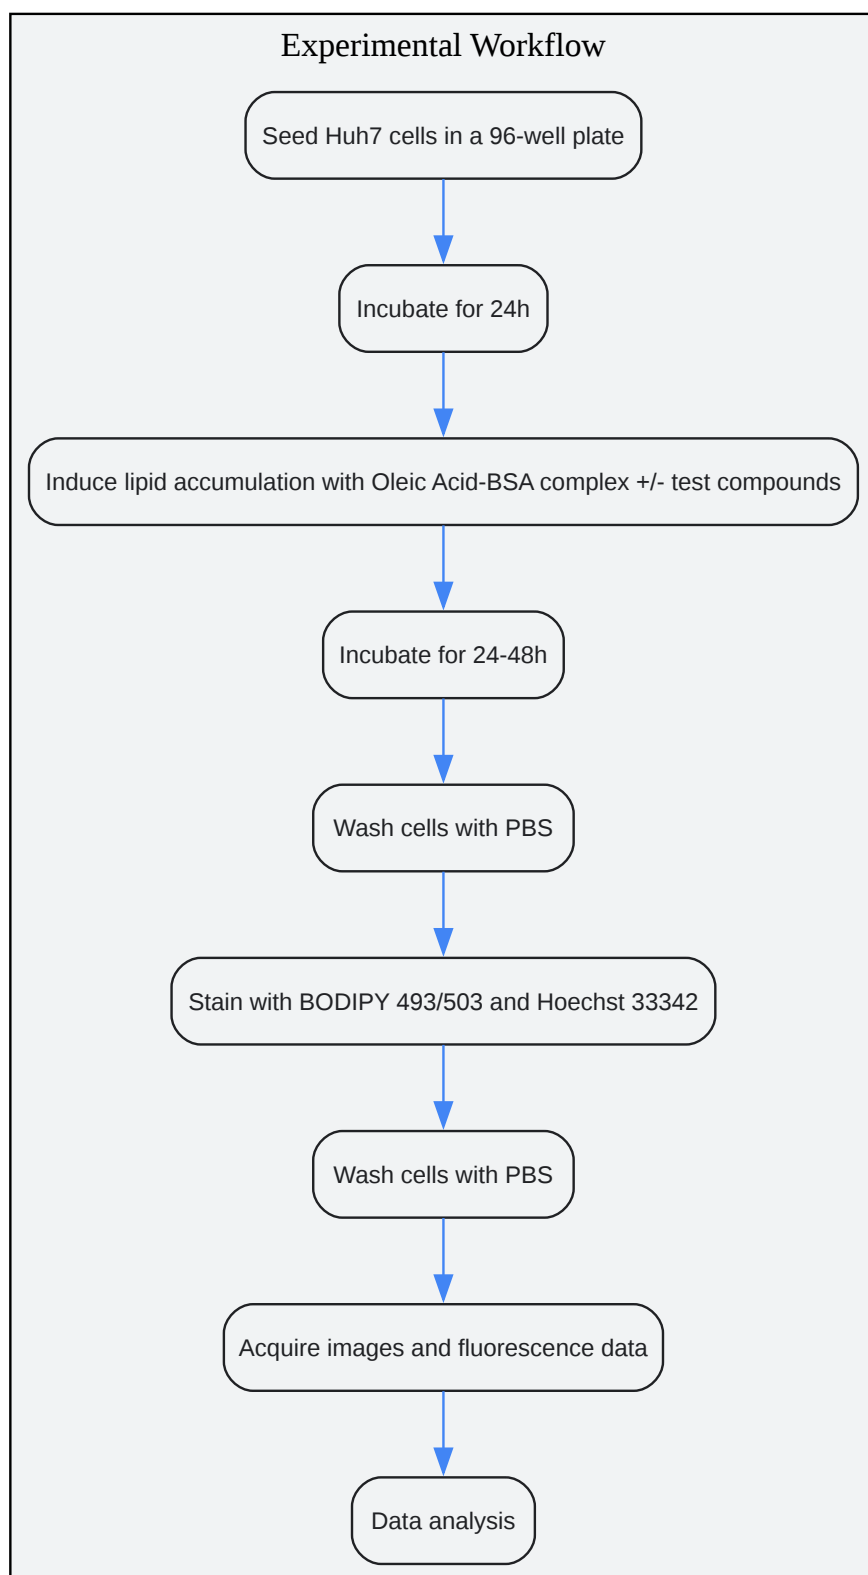 Experimental Workflow
Seed Huh7 cells in a 96-well plate
Incubate for 24h
Induce lipid accumulation with Oleic Acid-BSA complex +/- test compounds
Incubate for 24-48h
Wash cells with PBS
Stain with BODIPY 493/503 and Hoechst 33342
Wash cells with PBS
Acquire images and fluorescence data
Data analysis